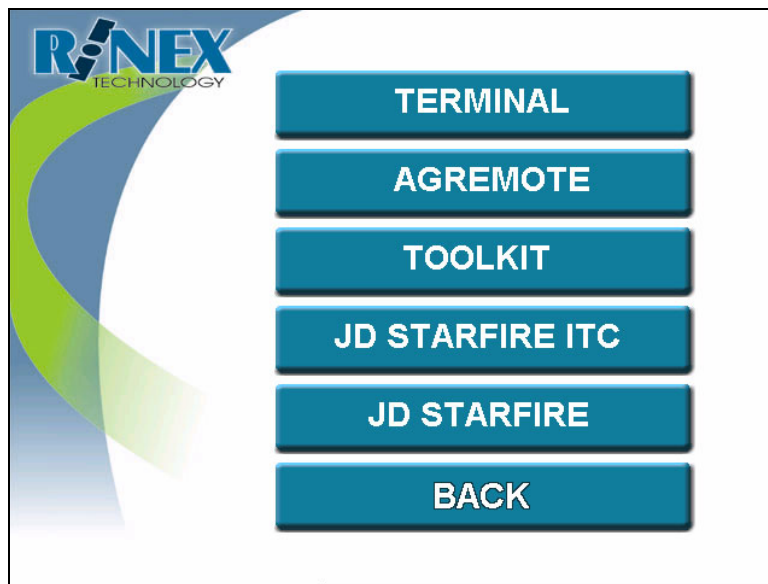 RINEX
TECHNOLOGY
TERMINAL
AGREMOTE
TOOLKIT
JD STARFIRE ITC
JD STARFIRE
BACK